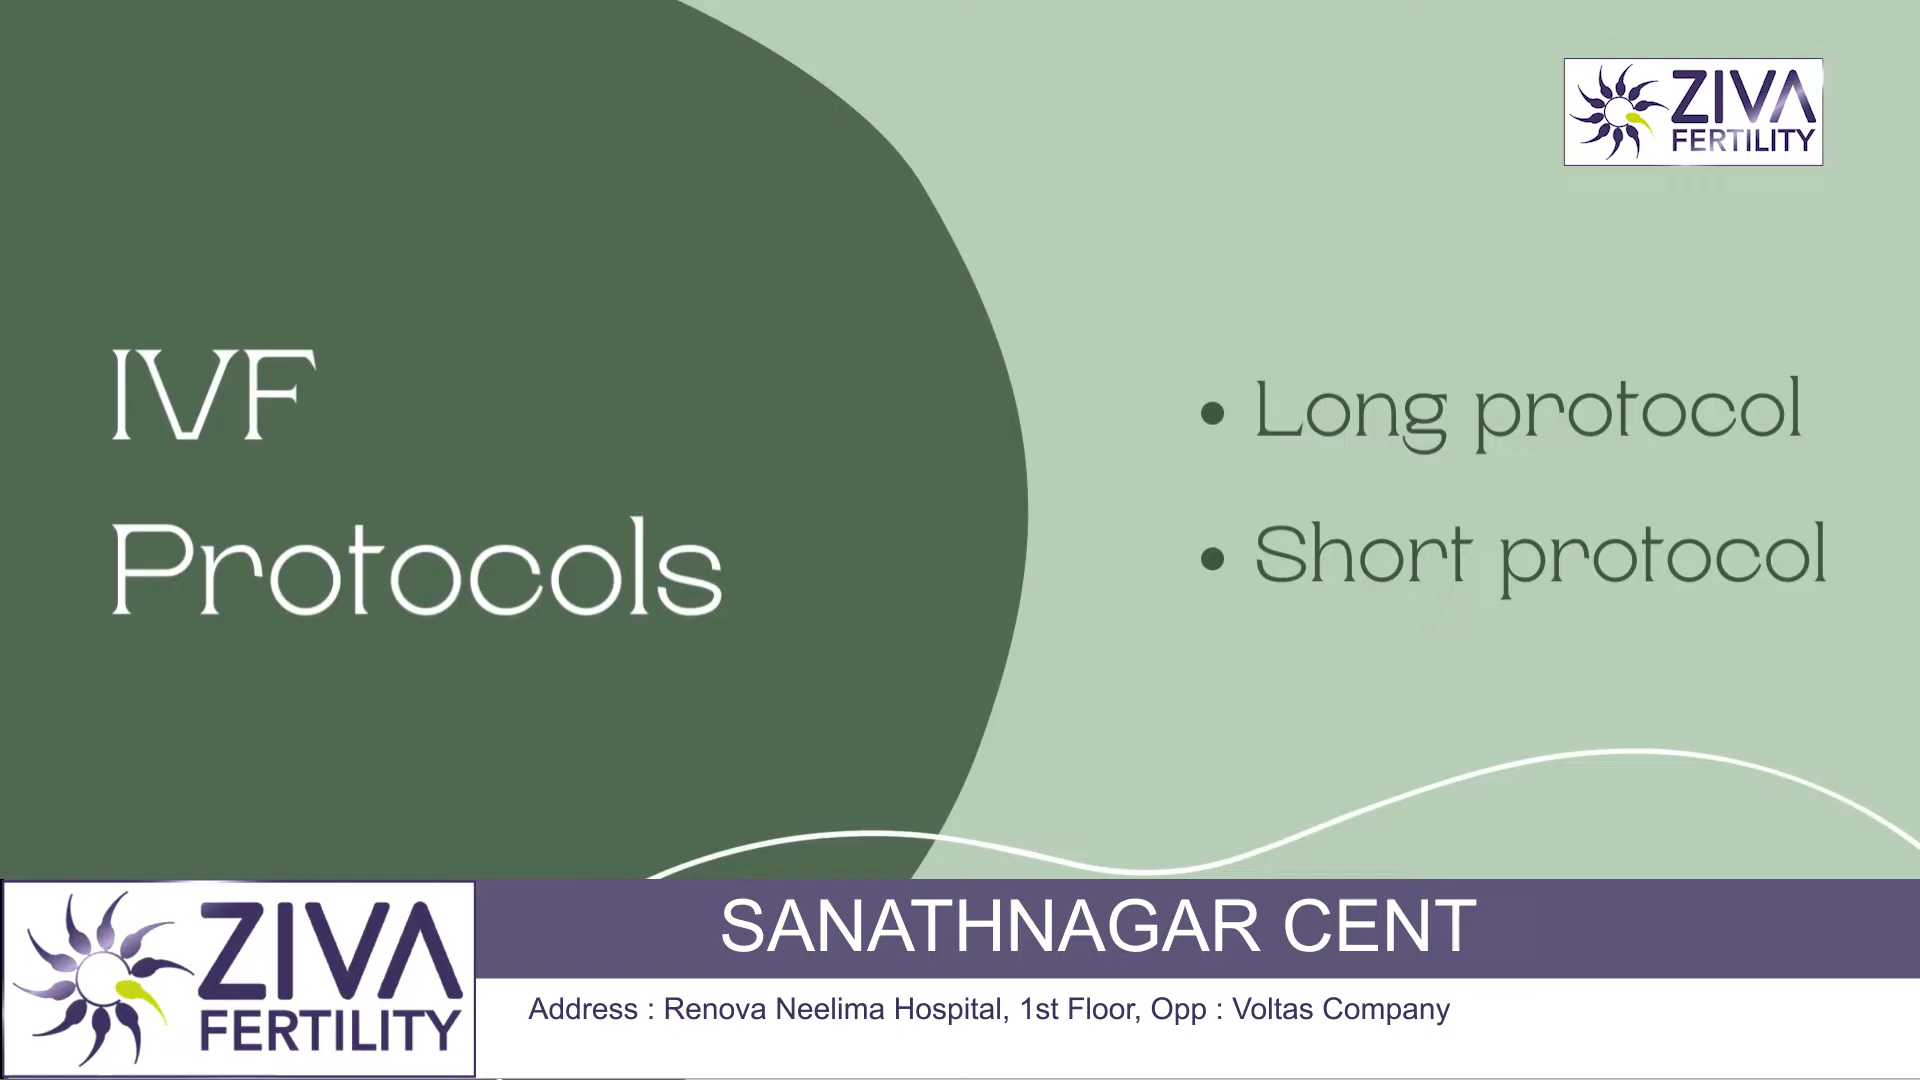 ZIVA
FERTILITY
IVF
Protocols
• Long protocol
• Short protocol
ZIVA
FERTILITY
SANATHNAGAR CENT
Address : Renova Neelima Hospital, 1st Floor, Opp : Voltas Company